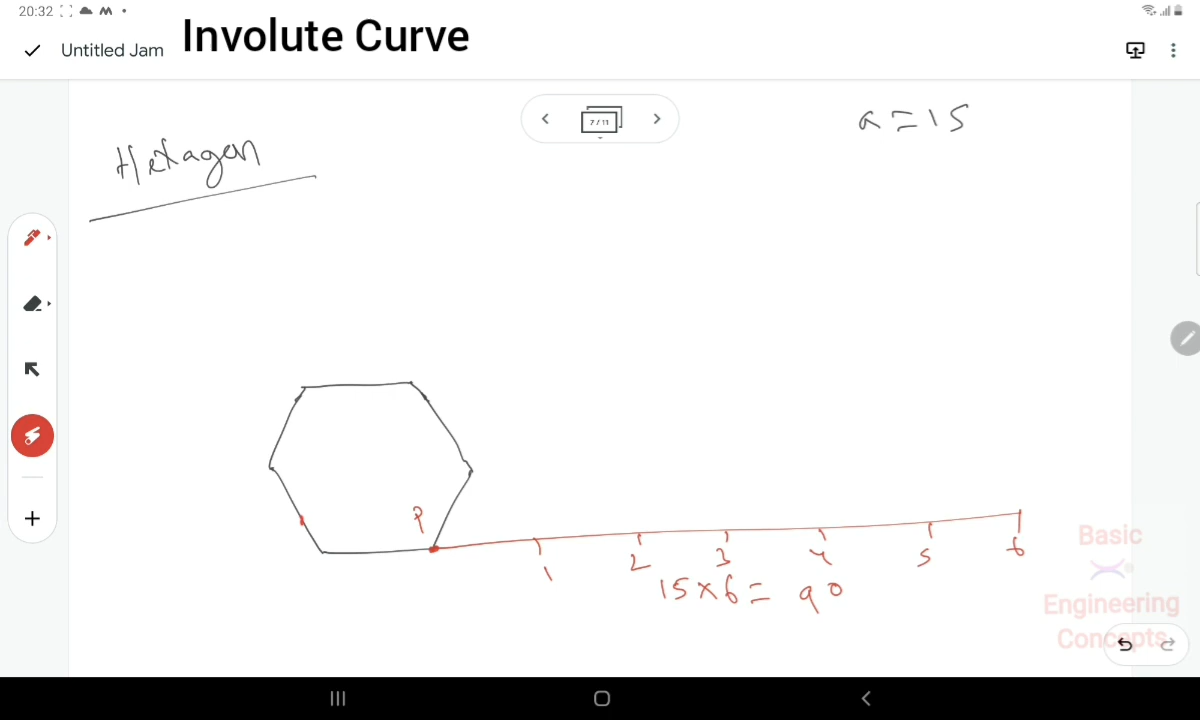 20:32
Untitled Jam
Involute Curve
7 / 11
a = 15
Hexagon
P
1
2
3
4
5
6
15 x 6 = 90
Basic
Engineering
Concepts